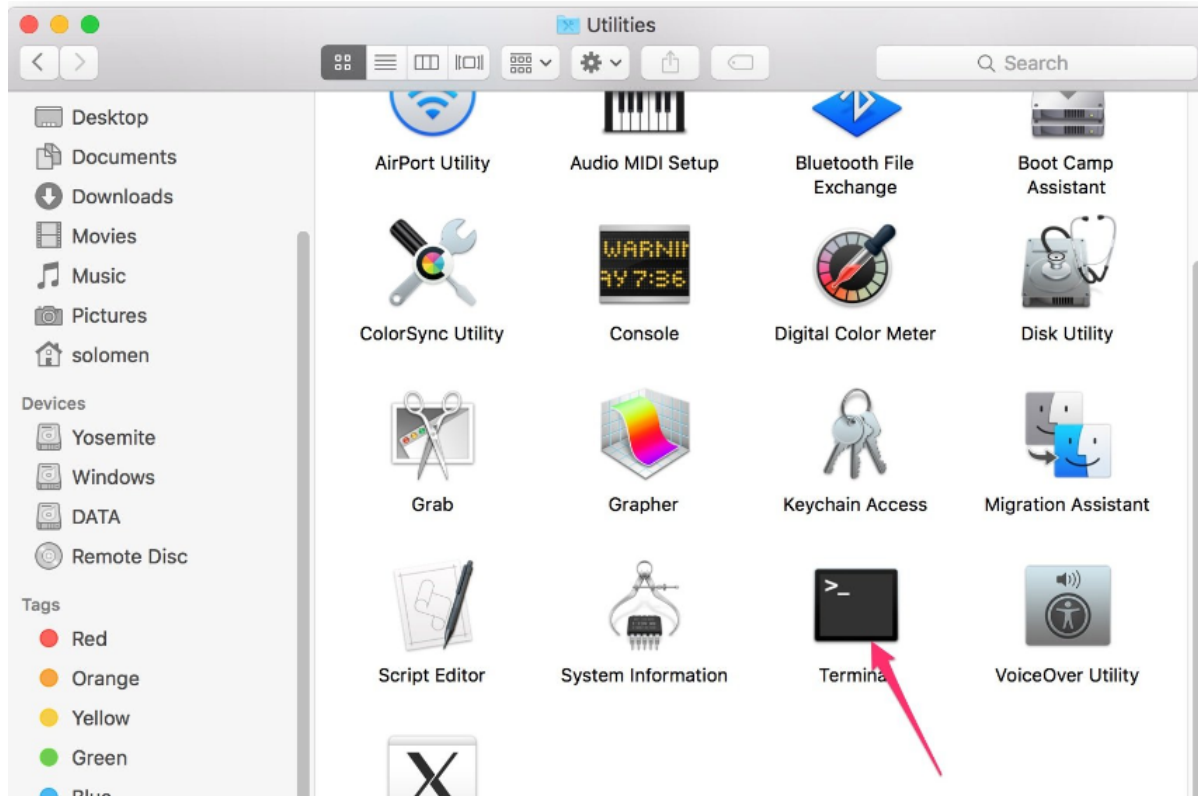 Utilities
Search
Desktop
Documents
Downloads
Movies
Music
Pictures
solomen
Devices
Yosemite
Windows
DATA
Remote Disc
Tags
Red
Orange
Yellow
Green
AirPort Utility
Audio MIDI Setup
Bluetooth File
Exchange
Boot Camp
Assistant
WARNIN
AY 7:36
ColorSync Utility
Console
Digital Color Meter
Disk Utility
Grab
Grapher
Keychain Access
Migration Assistant
>_
Script Editor
System Information
Terminal
VoiceOver Utility
X